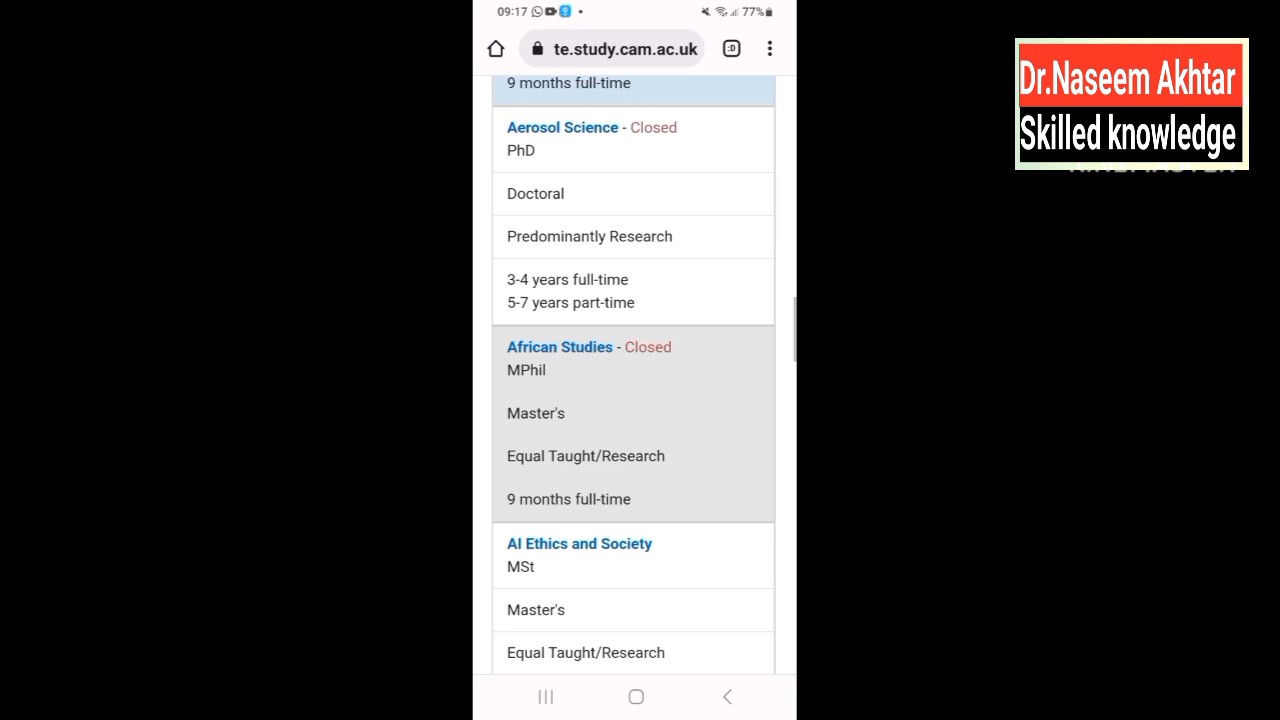 09:17
77%
te.study.cam.ac.uk
:D
9 months full-time
Aerosol Science - Closed
PhD
Doctoral
Predominantly Research
3-4 years full-time
5-7 years part-time
African Studies - Closed
MPhil
Master's
Equal Taught/Research
9 months full-time
AI Ethics and Society
MSt
Master's
Equal Taught/Research
Dr.Naseem Akhtar
Skilled knowledge